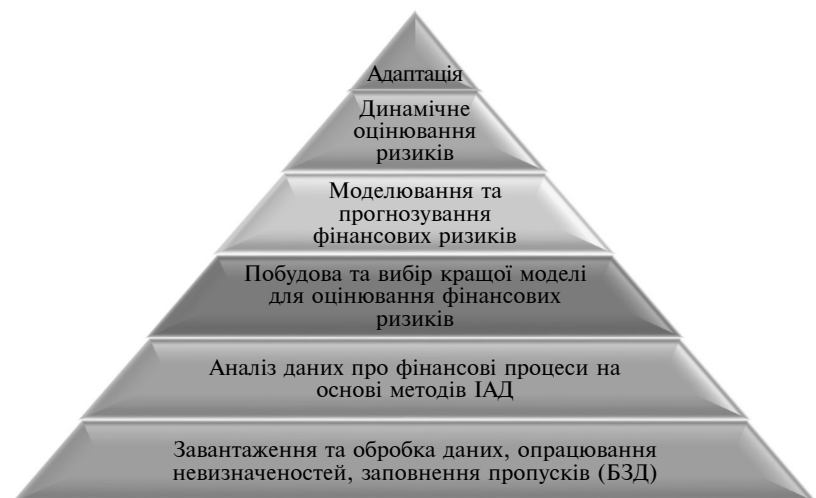 Адаптація
Динамічне
оцінювання
ризиків
Моделювання та
прогнозування
фінансових ризиків
Побудова та вибір кращої моделі
для оцінювання фінансових
ризиків
Аналіз даних про фінансові процеси на
основі методів ІАД
Завантаження та обробка даних, опрацювання
невизначеностей, заповнення пропусків (БЗД)